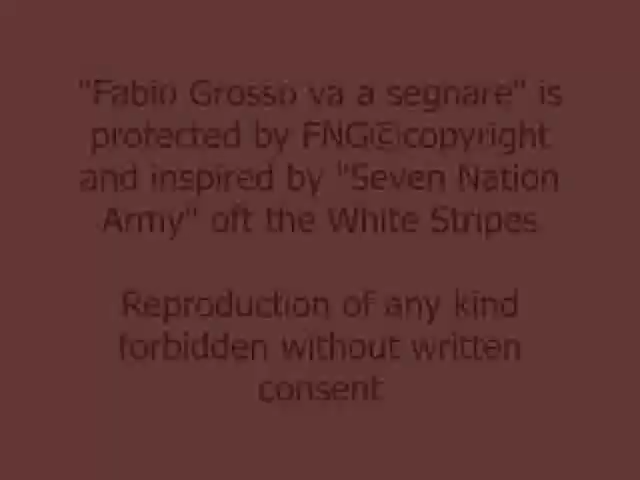 "Fabio Grosso va a segnare" is
protected by FNG©copyright
and inspired by "Seven Nation
Army" oft the White Stripes
Reproduction of any kind
forbidden without written
consent